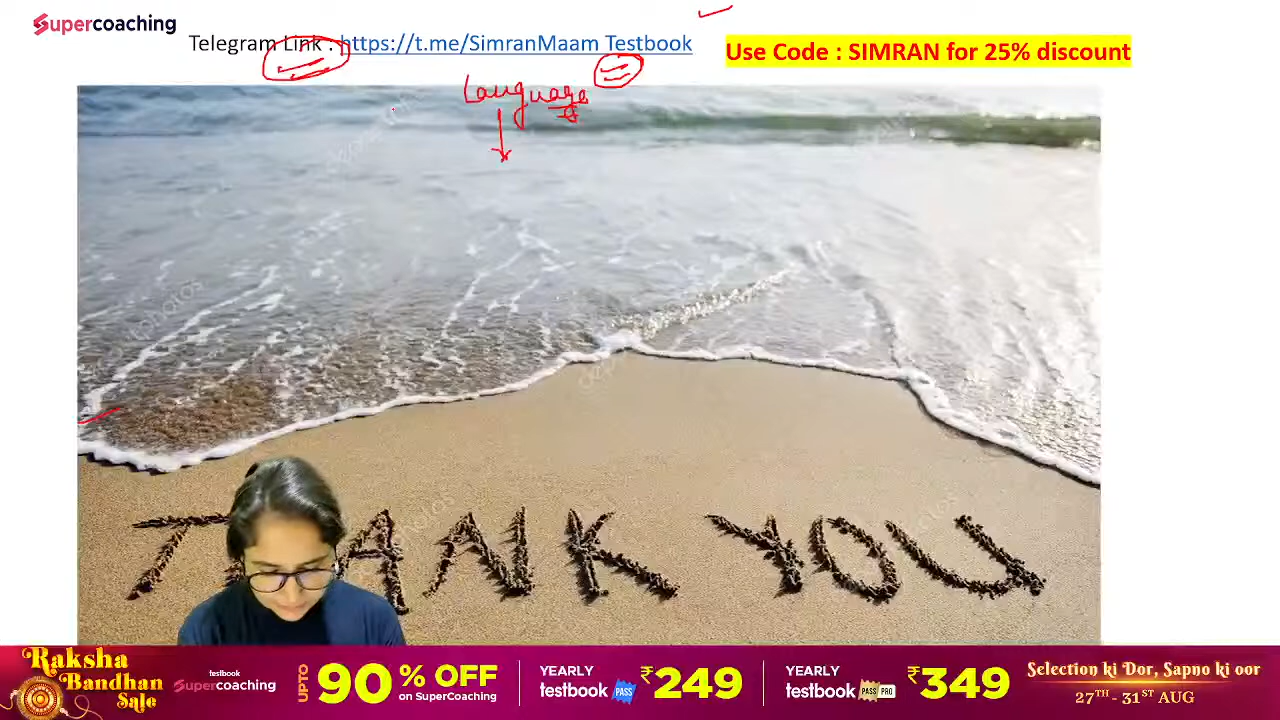 Supercoaching
Telegram Link : https://t.me/SimranMaam Testbook
Use Code : SIMRAN for 25% discount
Language
THANK YOU
Raksha
Bandhan
Sale
testbook
Supercoaching
UPTO 90% OFF
on SuperCoaching
YEARLY
testbook PASS
₹249
YEARLY
testbook PASS PRO
₹349
Selection ki Dor, Sapno ki oor
27TH - 31ST AUG